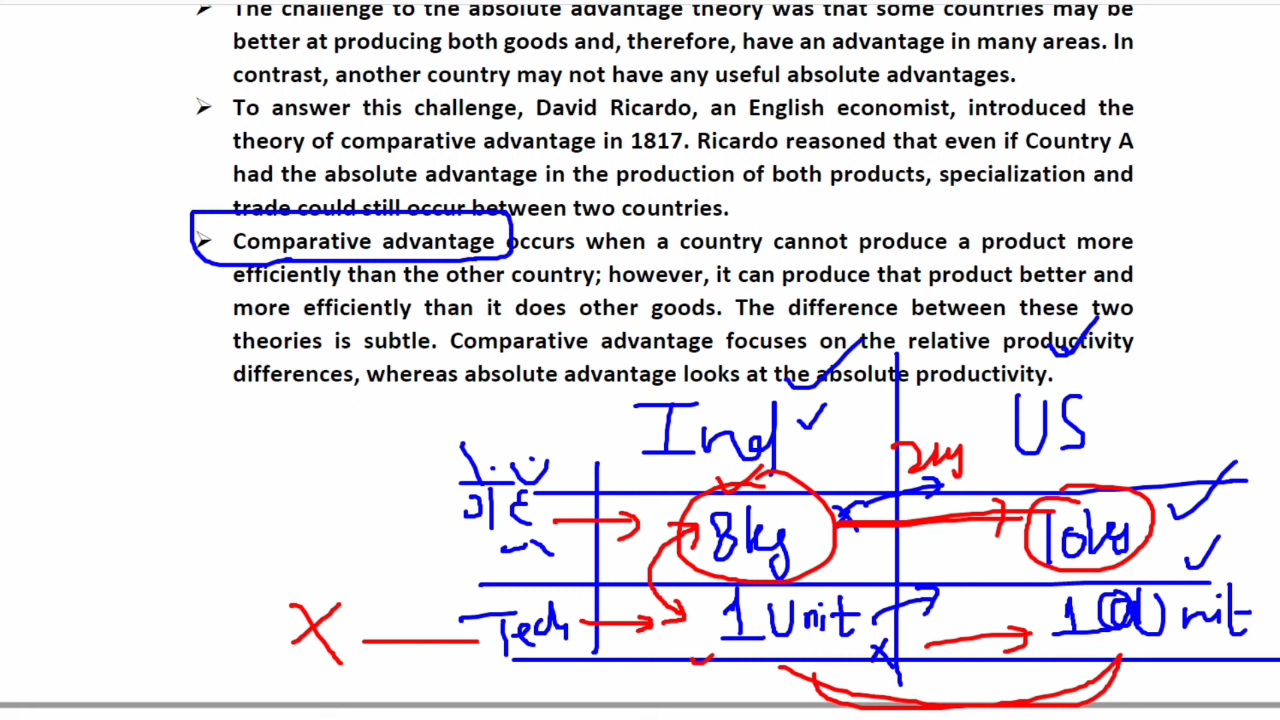 The challenge to the absolute advantage theory was that some countries may be
better at producing both goods and, therefore, have an advantage in many areas. In
contrast, another country may not have any useful absolute advantages.
To answer this challenge, David Ricardo, an English economist, introduced the
theory of comparative advantage in 1817. Ricardo reasoned that even if Country A
had the absolute advantage in the production of both products, specialization and
trade could still occur between two countries.
Comparative advantage occurs when a country cannot produce a product more
efficiently than the other country; however, it can produce that product better and
more efficiently than it does other goods. The difference between these two
theories is subtle. Comparative advantage focuses on the relative productivity
differences, whereas absolute advantage looks at the absolute productivity.
Ind US
8kg
Tech 1 Unit